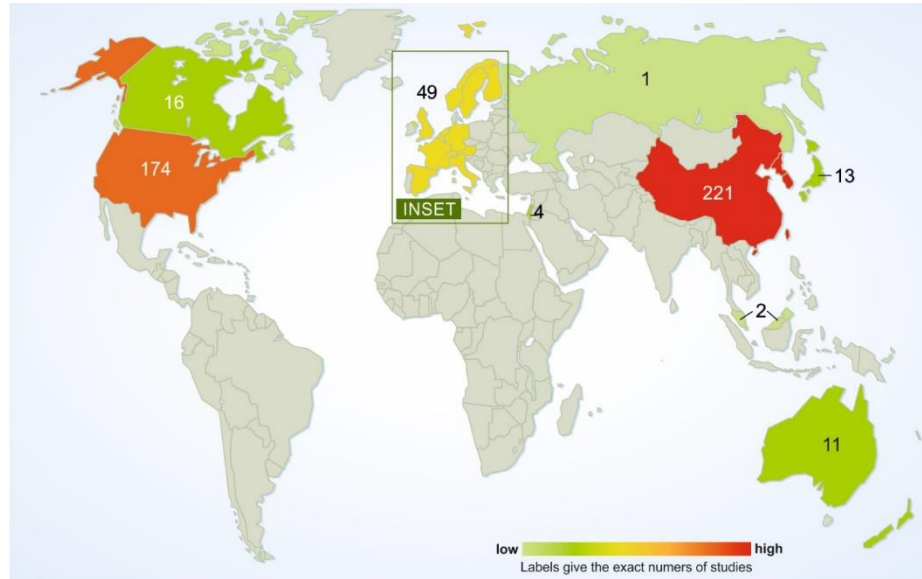 49
1
16
174
221
13
INSET
4
2
11
low
high
Labels give the exact numers of studies